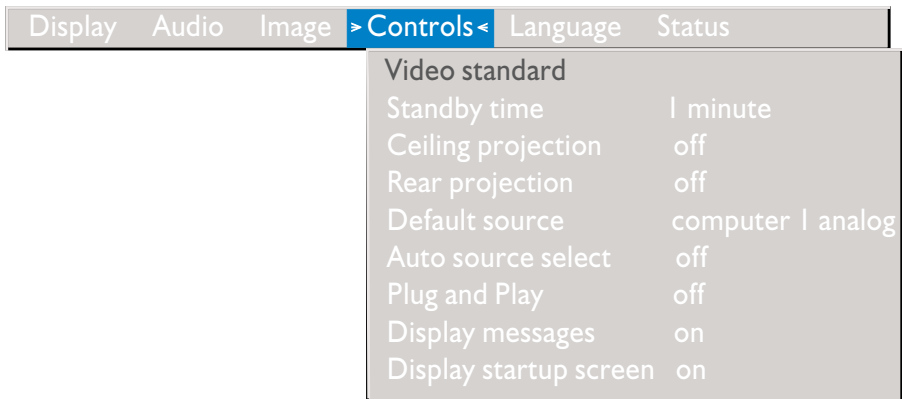 Display Audio Image >Controls< Language Status
Video standard
Standby time 1 minute
Ceiling projection off
Rear projection off
Default source computer 1 analog
Auto source select off
Plug and Play off
Display messages on
Display startup screen on